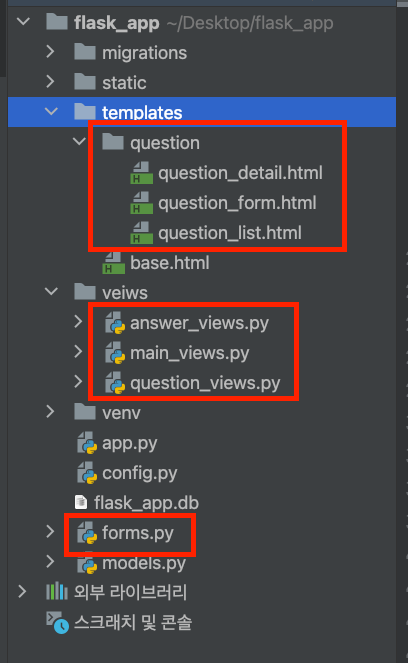 flask_app ~/Desktop/flask_app
migrations
static
templates
question
question_detail.html
question_form.html
question_list.html
base.html
veiws
answer_views.py
main_views.py
question_views.py
venv
app.py
config.py
flask_app.db
forms.py
models.py
외부 라이브러리
스크래치 및 콘솔